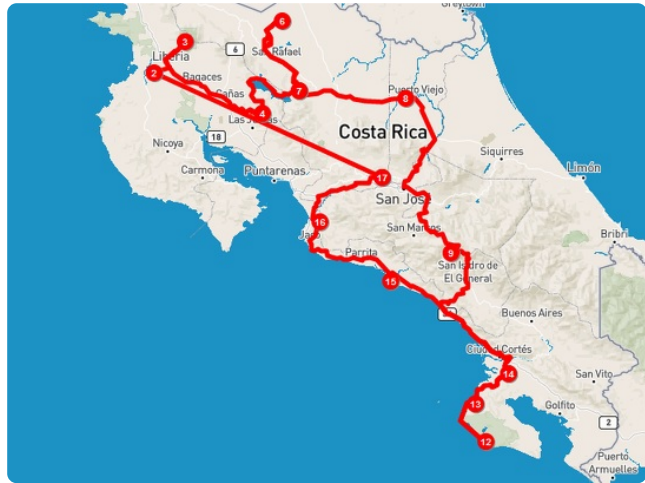 Greytown
6
3
6
San Rafael
Liberia
2
Bagaces
7
Cañas
Puerto Viejo
8
4
Las Juntas
Costa Rica
18
Nicoya
Siquirres
Carmona
Puntarenas
17
Limón
San José
16
San Marcos
Jacó
Bribri
Parrita
9
San Isidro de
El General
15
Buenos Aires
Ciudad Cortés
14
San Vito
13
Golfito
2
12
Puerto
Armuelles